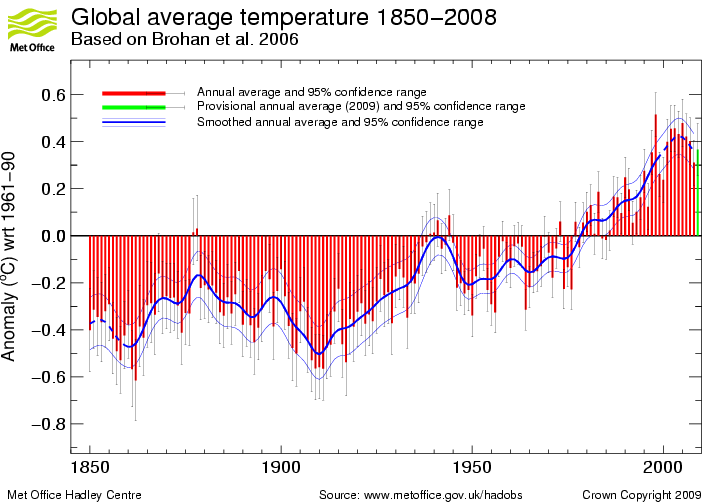 Met Office
Global average temperature 1850−2008
Based on Brohan et al. 2006
Annual average and 95% confidence range
Provisional annual average (2009) and 95% confidence range
Smoothed annual average and 95% confidence range
Anomaly (°C) wrt 1961−90
0.6
0.4
0.2
0.0
−0.2
−0.4
−0.6
−0.8
1850
1900
1950
2000
Met Office Hadley Centre
Source: www.metoffice.gov.uk/hadobs
Crown Copyright 2009